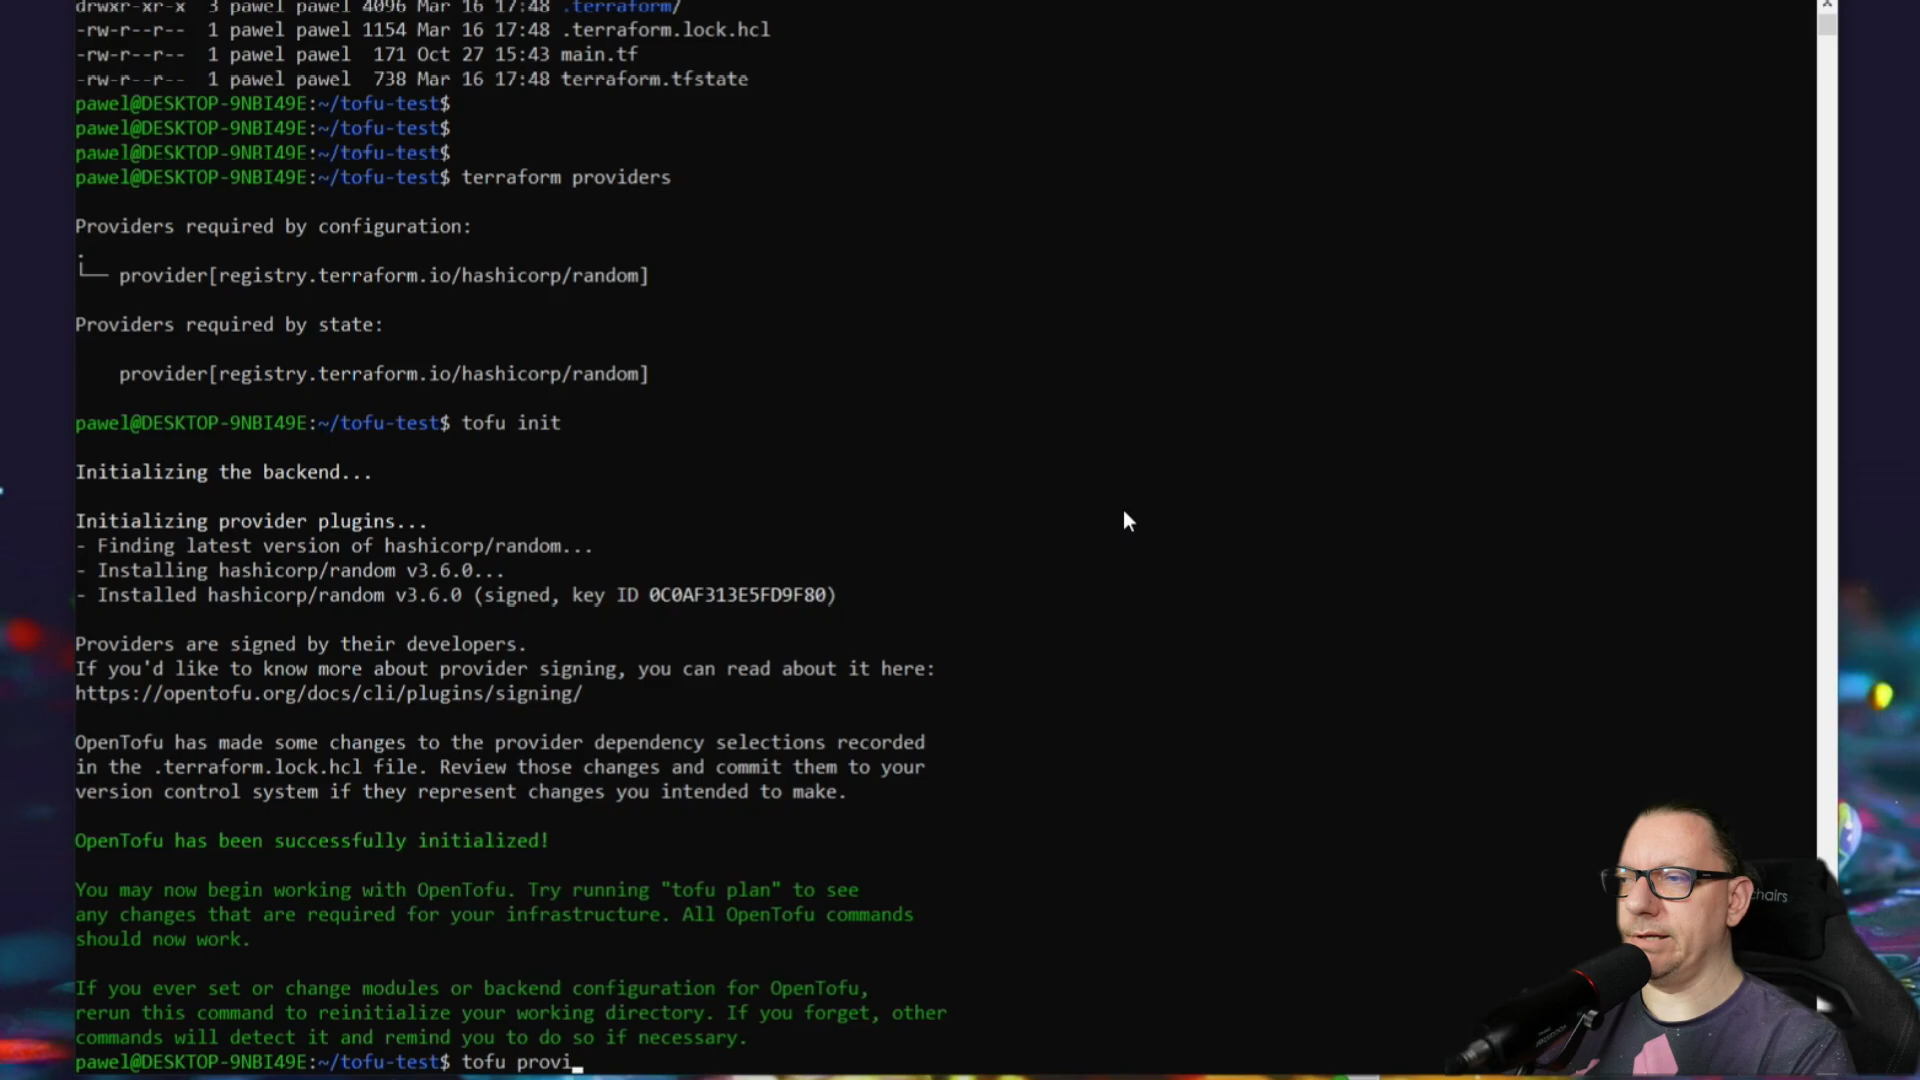 drwxr-xr-x  3 pawel pawel 4096 Mar 16 17:48 .terraform/
-rw-r--r--  1 pawel pawel 1154 Mar 16 17:48 .terraform.lock.hcl
-rw-r--r--  1 pawel pawel  171 Oct 27 15:43 main.tf
-rw-r--r--  1 pawel pawel  738 Mar 16 17:48 terraform.tfstate
pawel@DESKTOP-9NBI49E:~/tofu-test$
pawel@DESKTOP-9NBI49E:~/tofu-test$
pawel@DESKTOP-9NBI49E:~/tofu-test$
pawel@DESKTOP-9NBI49E:~/tofu-test$ terraform providers
Providers required by configuration:
.
└── provider[registry.terraform.io/hashicorp/random]
Providers required by state:
    provider[registry.terraform.io/hashicorp/random]
pawel@DESKTOP-9NBI49E:~/tofu-test$ tofu init
Initializing the backend...
Initializing provider plugins...
- Finding latest version of hashicorp/random...
- Installing hashicorp/random v3.6.0...
- Installed hashicorp/random v3.6.0 (signed, key ID 0C0AF313E5FD9F80)
Providers are signed by their developers.
If you'd like to know more about provider signing, you can read about it here:
https://opentofu.org/docs/cli/plugins/signing/
OpenTofu has made some changes to the provider dependency selections recorded
in the .terraform.lock.hcl file. Review those changes and commit them to your
version control system if they represent changes you intended to make.
OpenTofu has been successfully initialized!
You may now begin working with OpenTofu. Try running "tofu plan" to see
any changes that are required for your infrastructure. All OpenTofu commands
should now work.
If you ever set or change modules or backend configuration for OpenTofu,
rerun this command to reinitialize your working directory. If you forget, other
commands will detect it and remind you to do so if necessary.
pawel@DESKTOP-9NBI49E:~/tofu-test$ tofu provi
chairs